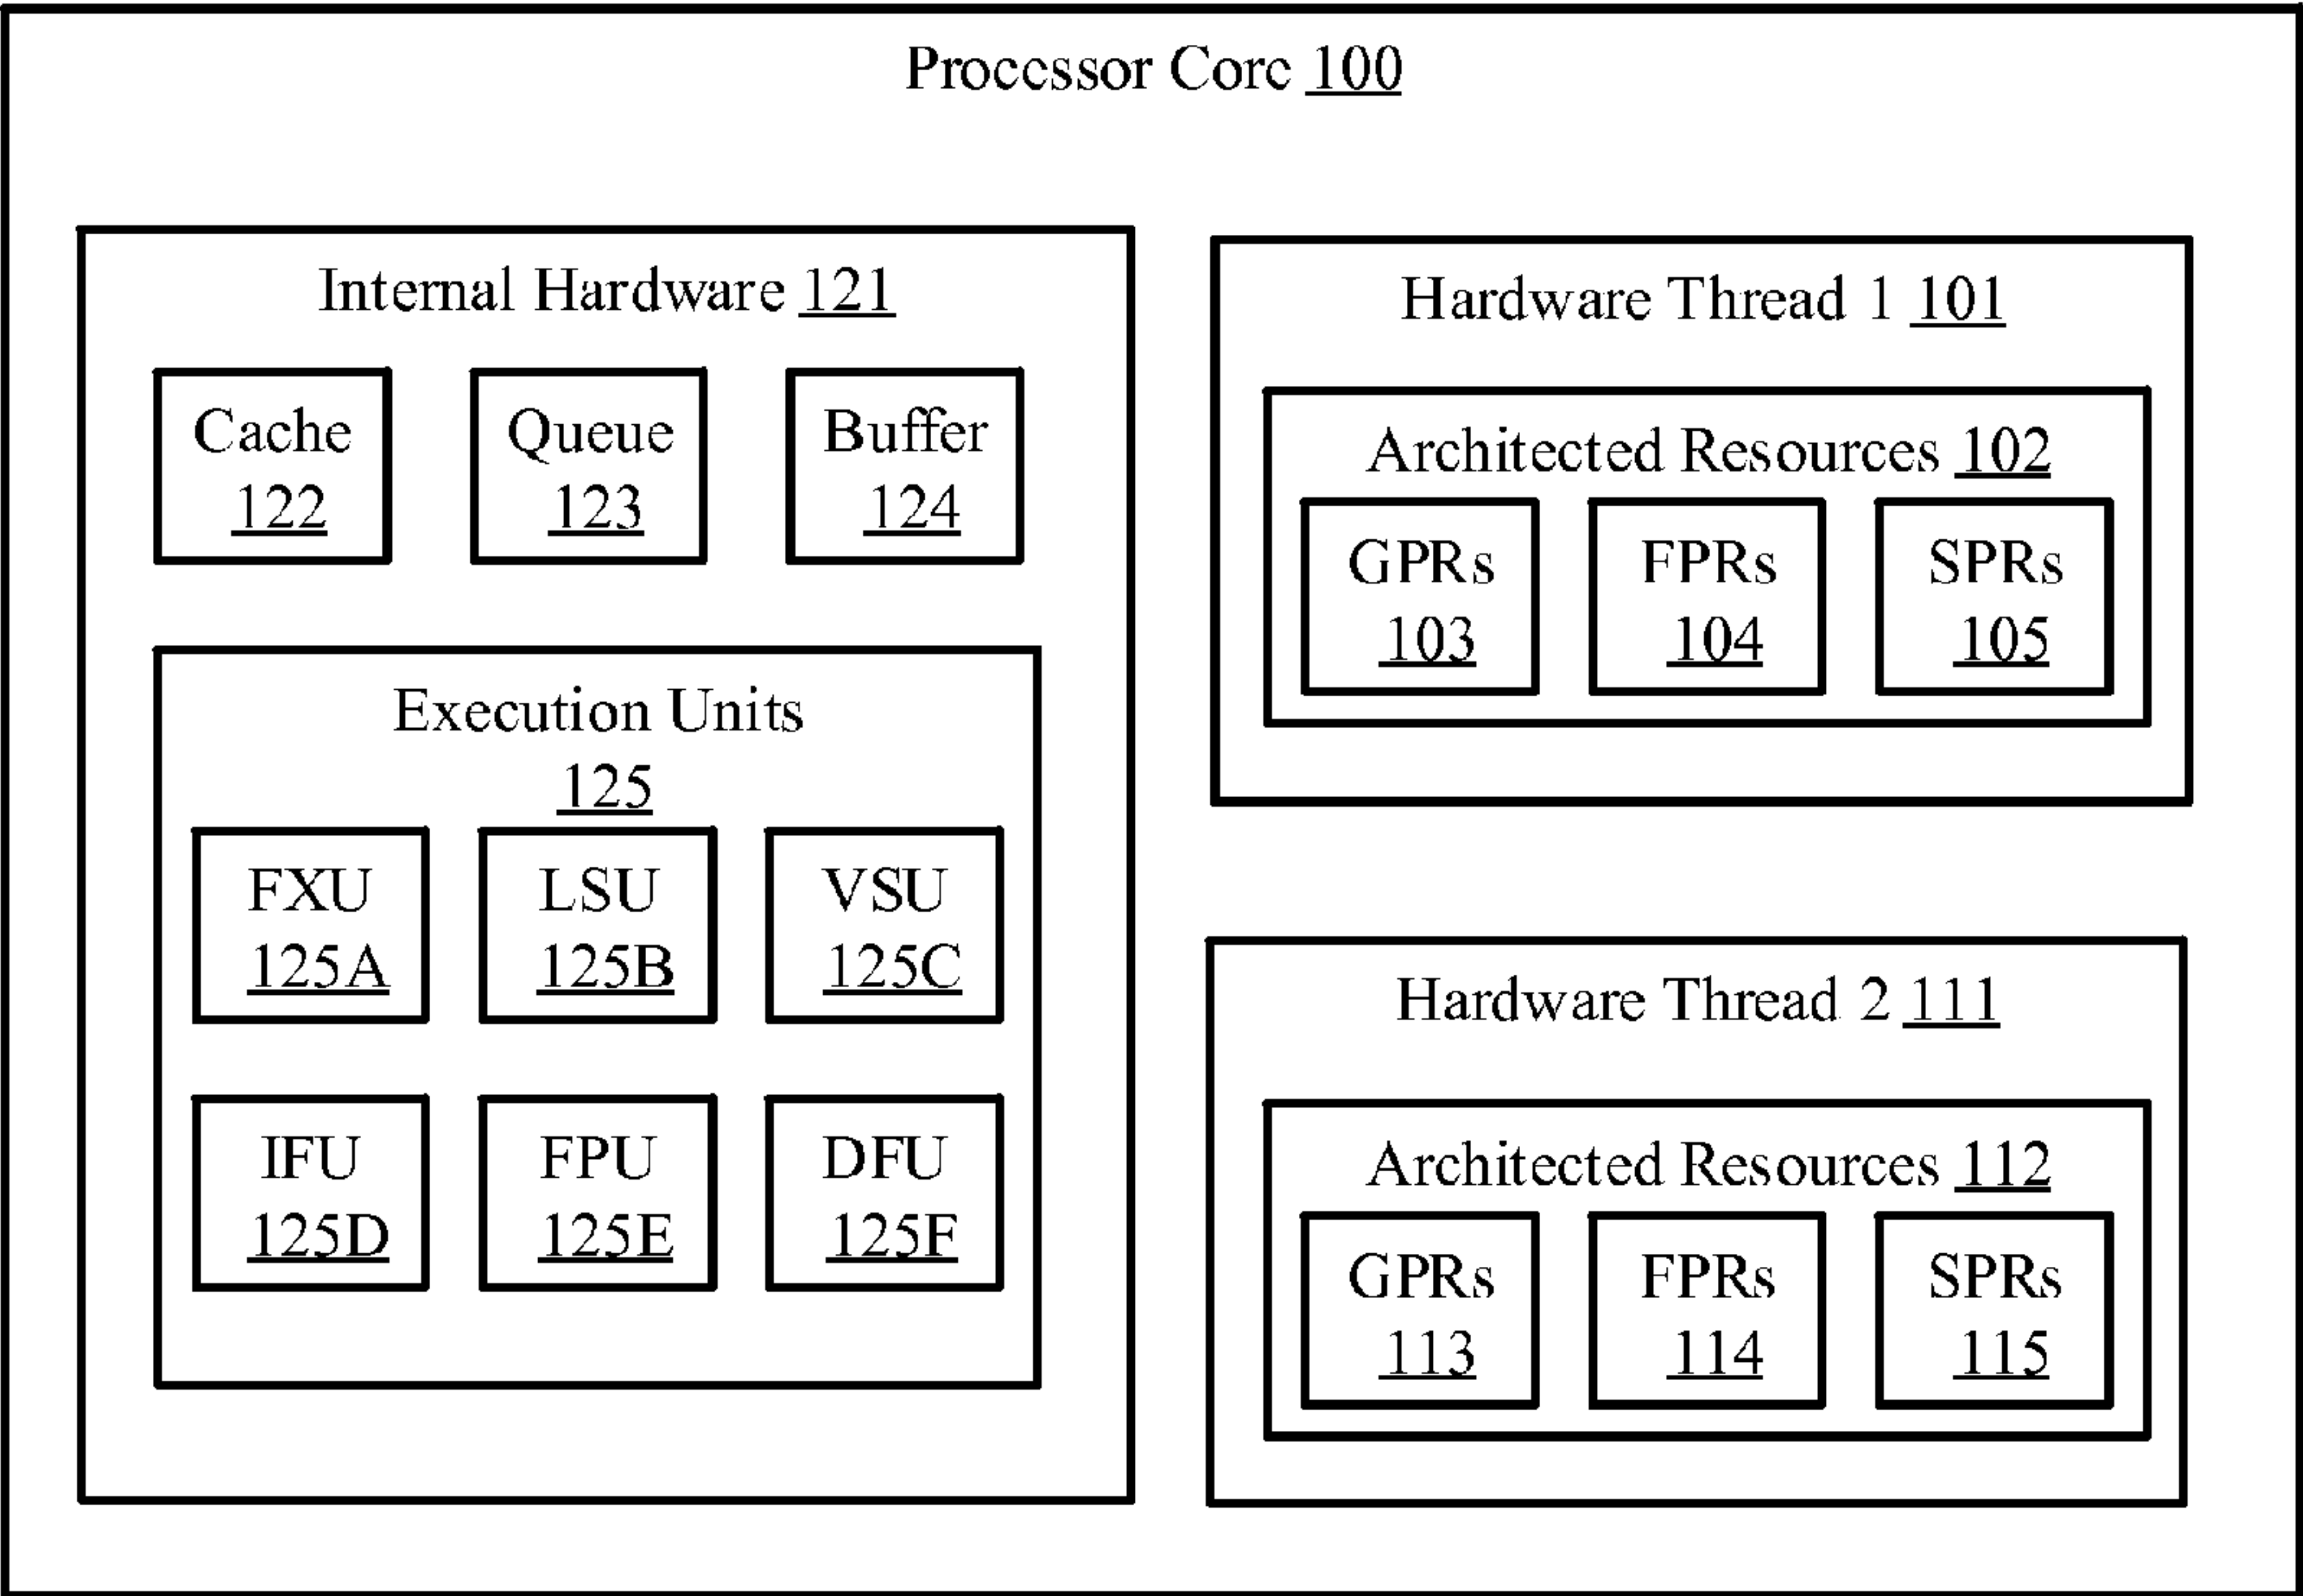 Processor Core 100
Internal Hardware 121
Cache
122
Queue
123
Buffer
124
Execution Units
125
FXU
125A
LSU
125B
VSU
125C
IFU
125D
FPU
125E
DFU
125F
Hardware Thread 1 101
Architected Resources 102
GPRs
103
FPRs
104
SPRs
105
Hardware Thread 2 111
Architected Resources 112
GPRs
113
FPRs
114
SPRs
115